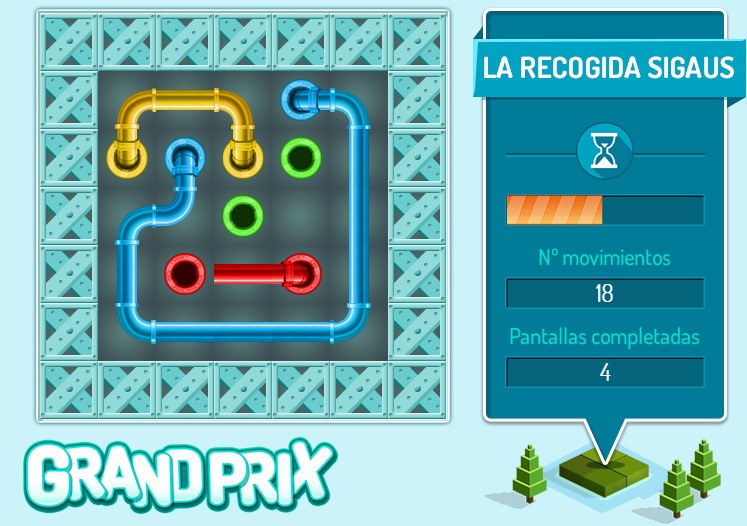 LA RECOGIDA SIGAUS
Nº movimientos
18
Pantallas completadas
4
GRAND PRIX